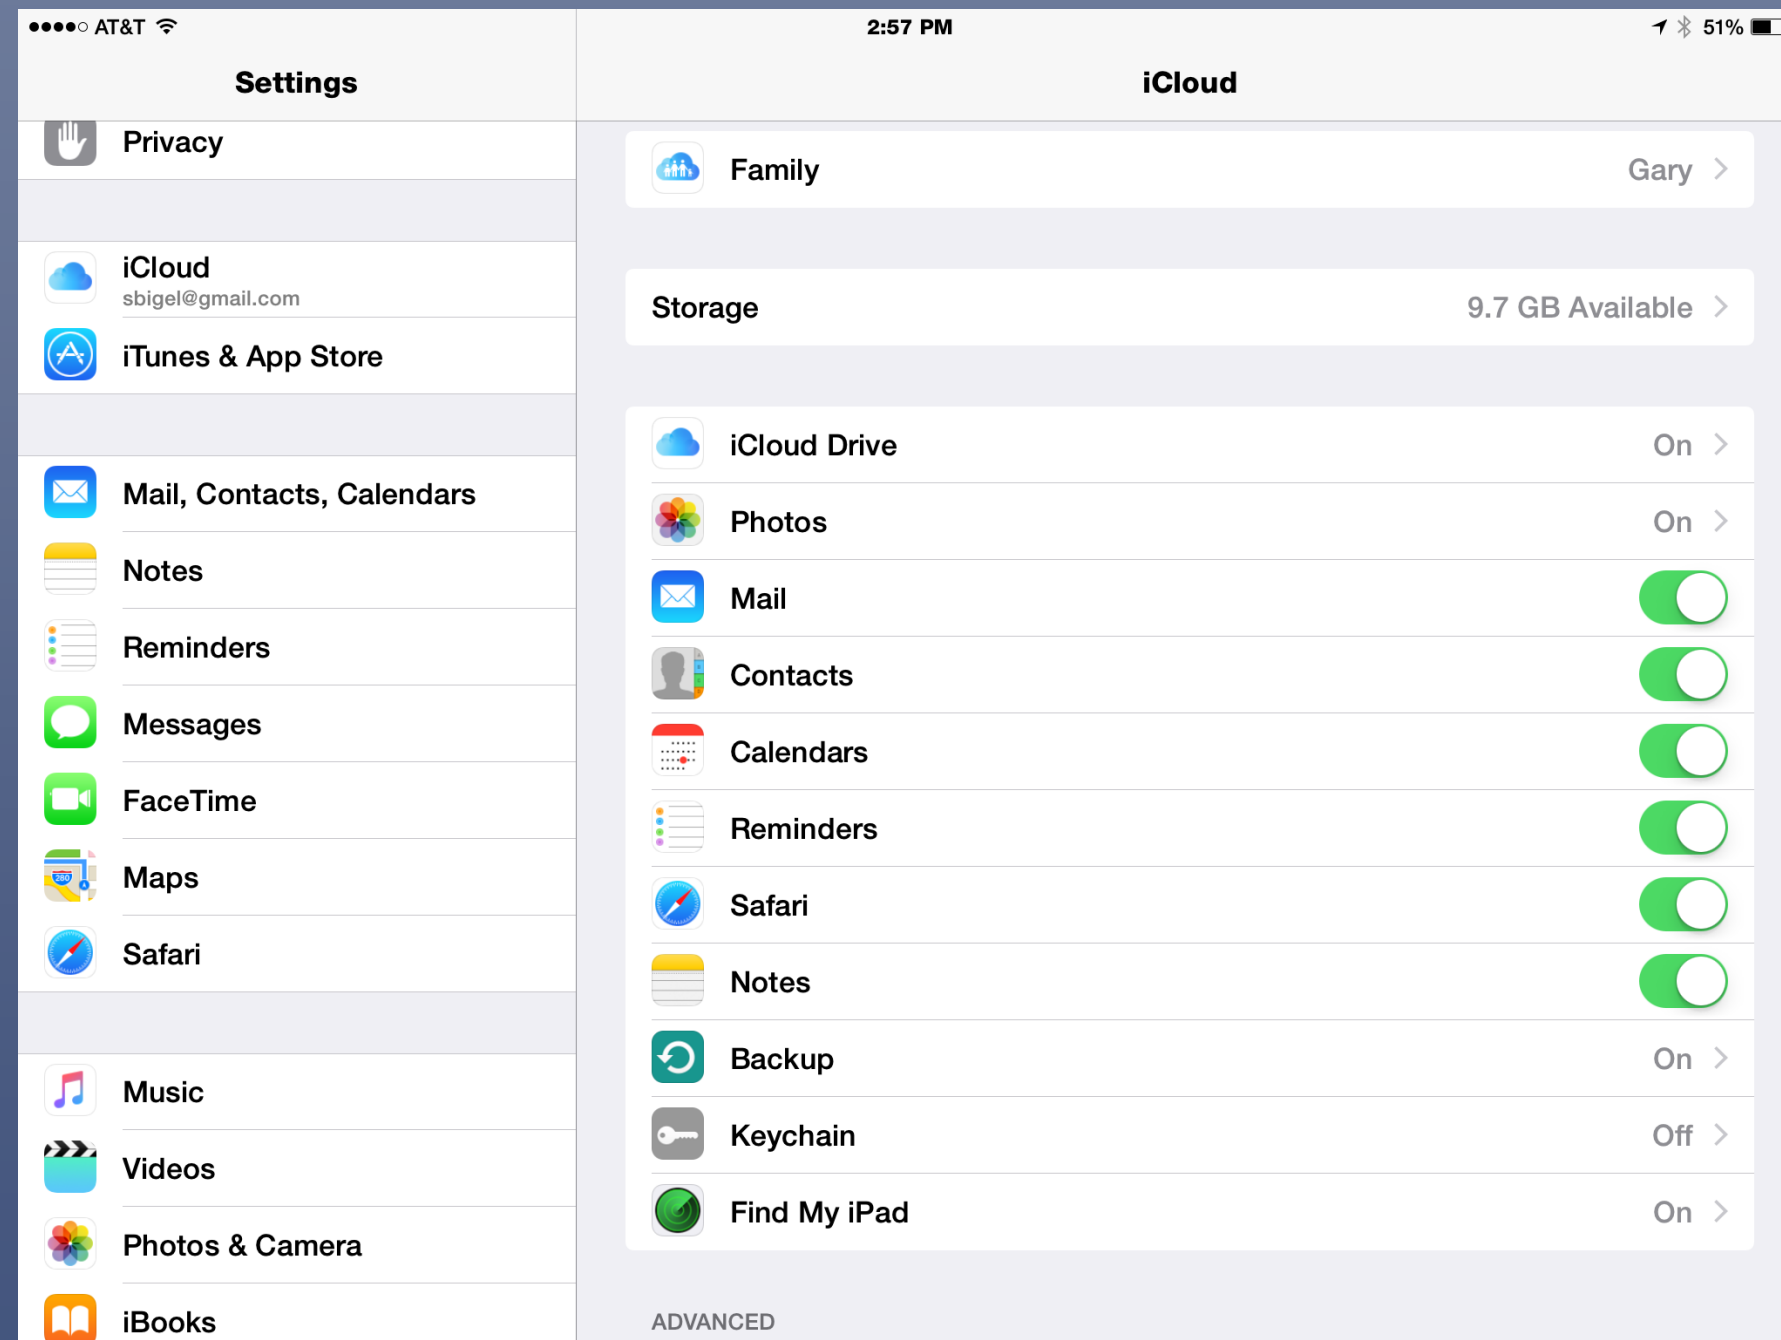 AT&T
2:57 PM
51%
Settings
iCloud
Privacy
iCloud
sbigel@gmail.com
iTunes & App Store
Mail, Contacts, Calendars
Notes
Reminders
Messages
FaceTime
Maps
280
Safari
Music
Videos
Photos & Camera
iBooks
Family Gary
Storage 9.7 GB Available
iCloud Drive On
Photos On
Mail
Contacts
Calendars
Reminders
Safari
Notes
Backup On
Keychain Off
Find My iPad On
ADVANCED